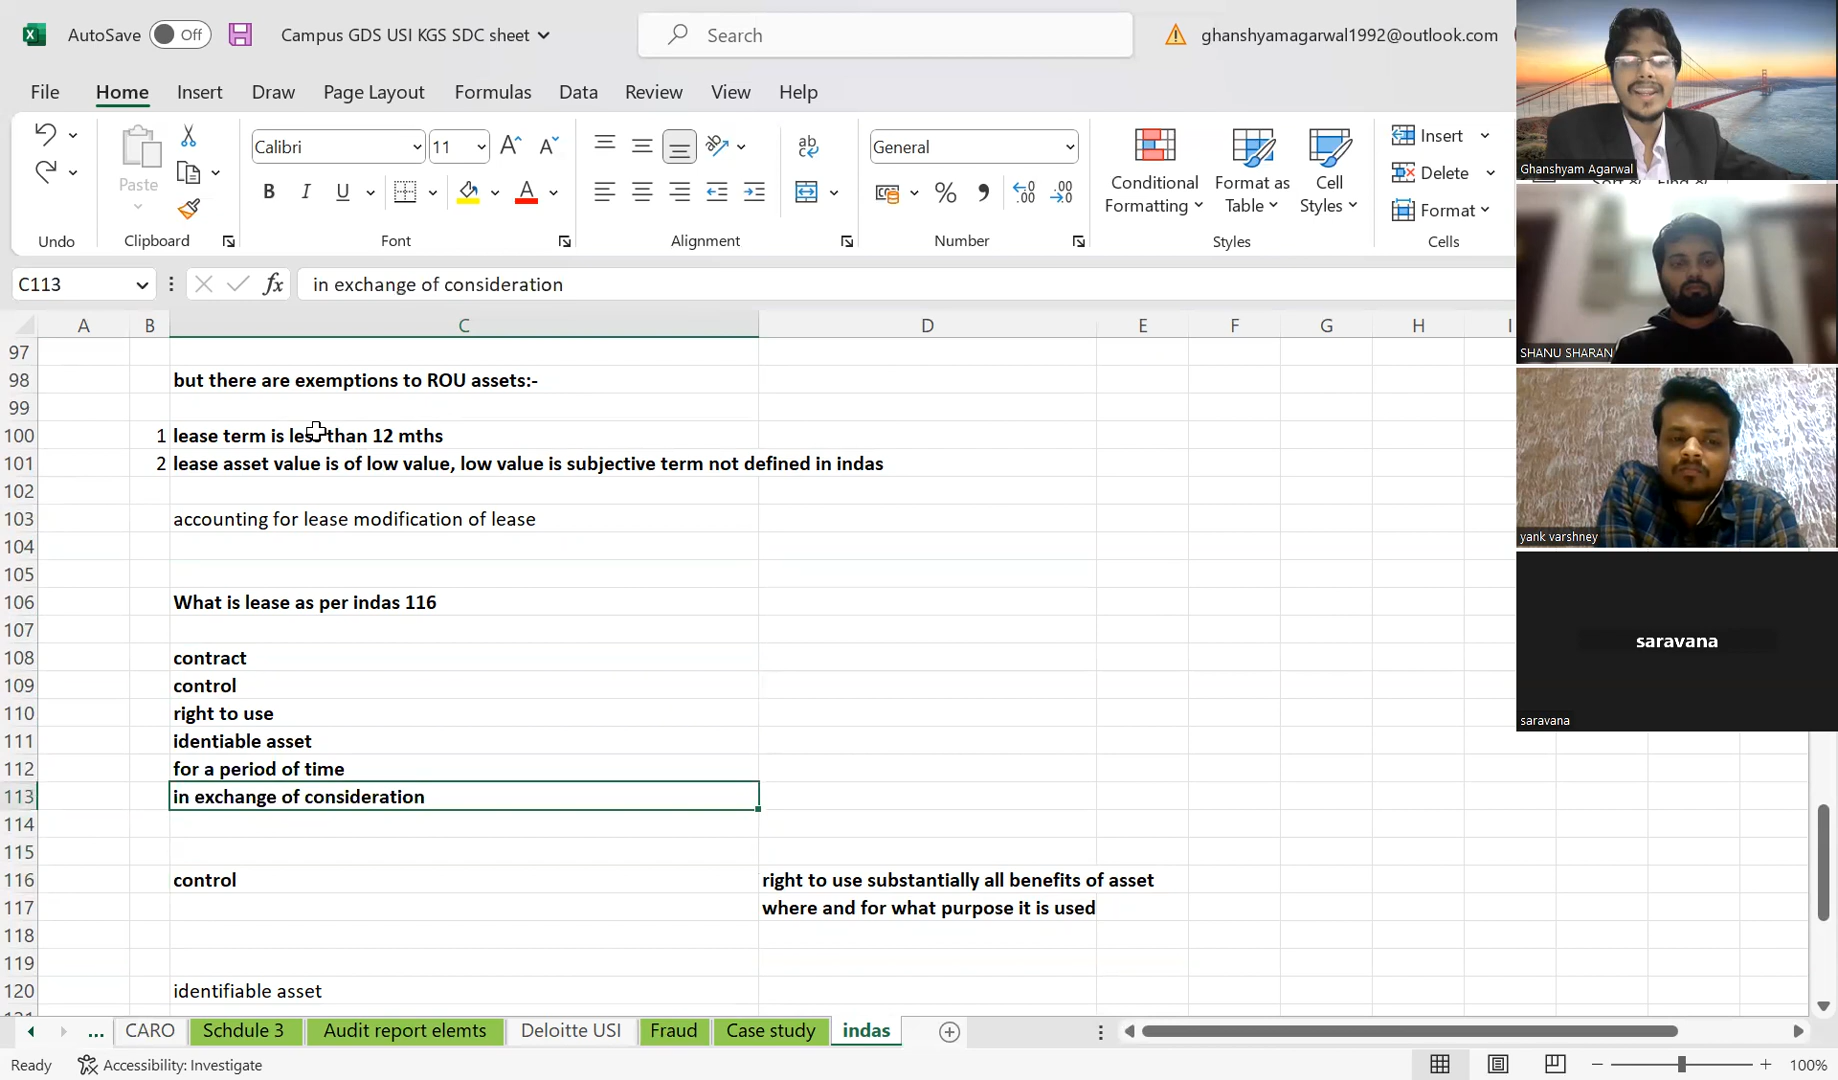 AutoSave Off Campus GDS USI KGS SDC sheet Search ghanshyamagarwal1992@outlook.com
File Home Insert Draw Page Layout Formulas Data Review View Help
Calibri 11 General
Paste Conditional Formatting Format as Table Cell Styles Insert Delete Format
Undo Clipboard Font Alignment Number Styles Cells
C113 fx in exchange of consideration
A B C D E F G H I
97
98 but there are exemptions to ROU assets:-
99
100 1 lease term is less than 12 mths
101 2 lease asset value is of low value, low value is subjective term not defined in indas
102
103 accounting for lease modification of lease
104
105
106 What is lease as per indas 116
107
108 contract
109 control
110 right to use
111 identiable asset
112 for a period of time
113 in exchange of consideration
114
115
116 control right to use substantially all benefits of asset
117 where and for what purpose it is used
118
119
120 identifiable asset
... CARO Schdule 3 Audit report elemts Deloitte USI Fraud Case study indas
Ready Accessibility: Investigate 100%
Ghanshyam Agarwal
SHANU SHARAN
yank varshney
saravana
saravana